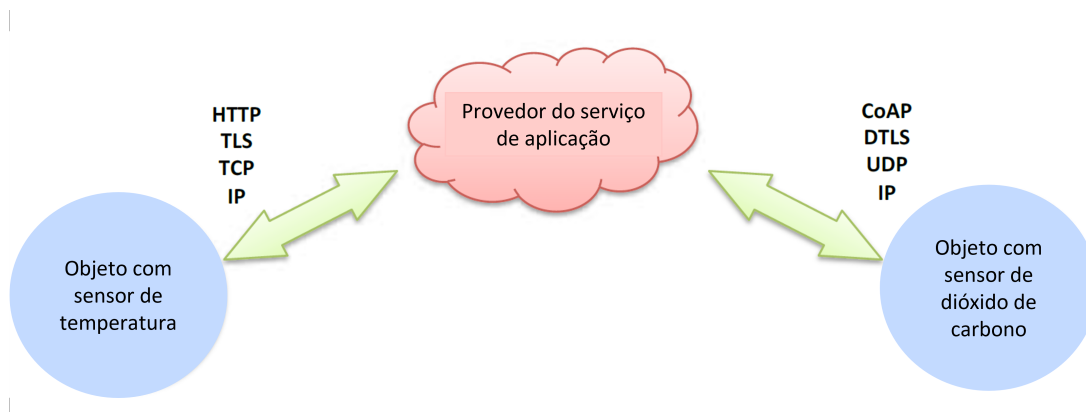 Provedor do serviço
de aplicação
HTTP
TLS
TCP
IP
CoAP
DTLS
UDP
IP
Objeto com
sensor de
temperatura
Objeto com
sensor de
dióxido de
carbono